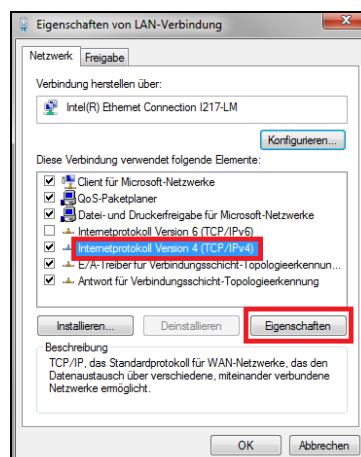 Eigenschaften von LAN-Verbindung
Netzwerk Freigabe
Verbindung herstellen über:
Intel(R) Ethernet Connection I217-LM
Konfigurieren...
Diese Verbindung verwendet folgende Elemente:
Client für Microsoft-Netzwerke
QoS-Paketplaner
Datei- und Druckerfreigabe für Microsoft-Netzwerke
Internetprotokoll Version 6 (TCP/IPv6)
Internetprotokoll Version 4 (TCP/IPv4)
E/A-Treiber für Verbindungsschicht-Topologieerkennun...
Antwort für Verbindungsschicht-Topologieerkennung
Installieren... Deinstallieren Eigenschaften
Beschreibung
TCP/IP, das Standardprotokoll für WAN-Netzwerke, das den
Datenaustausch über verschiedene, miteinander verbundene
Netzwerke ermöglicht.
OK Abbrechen